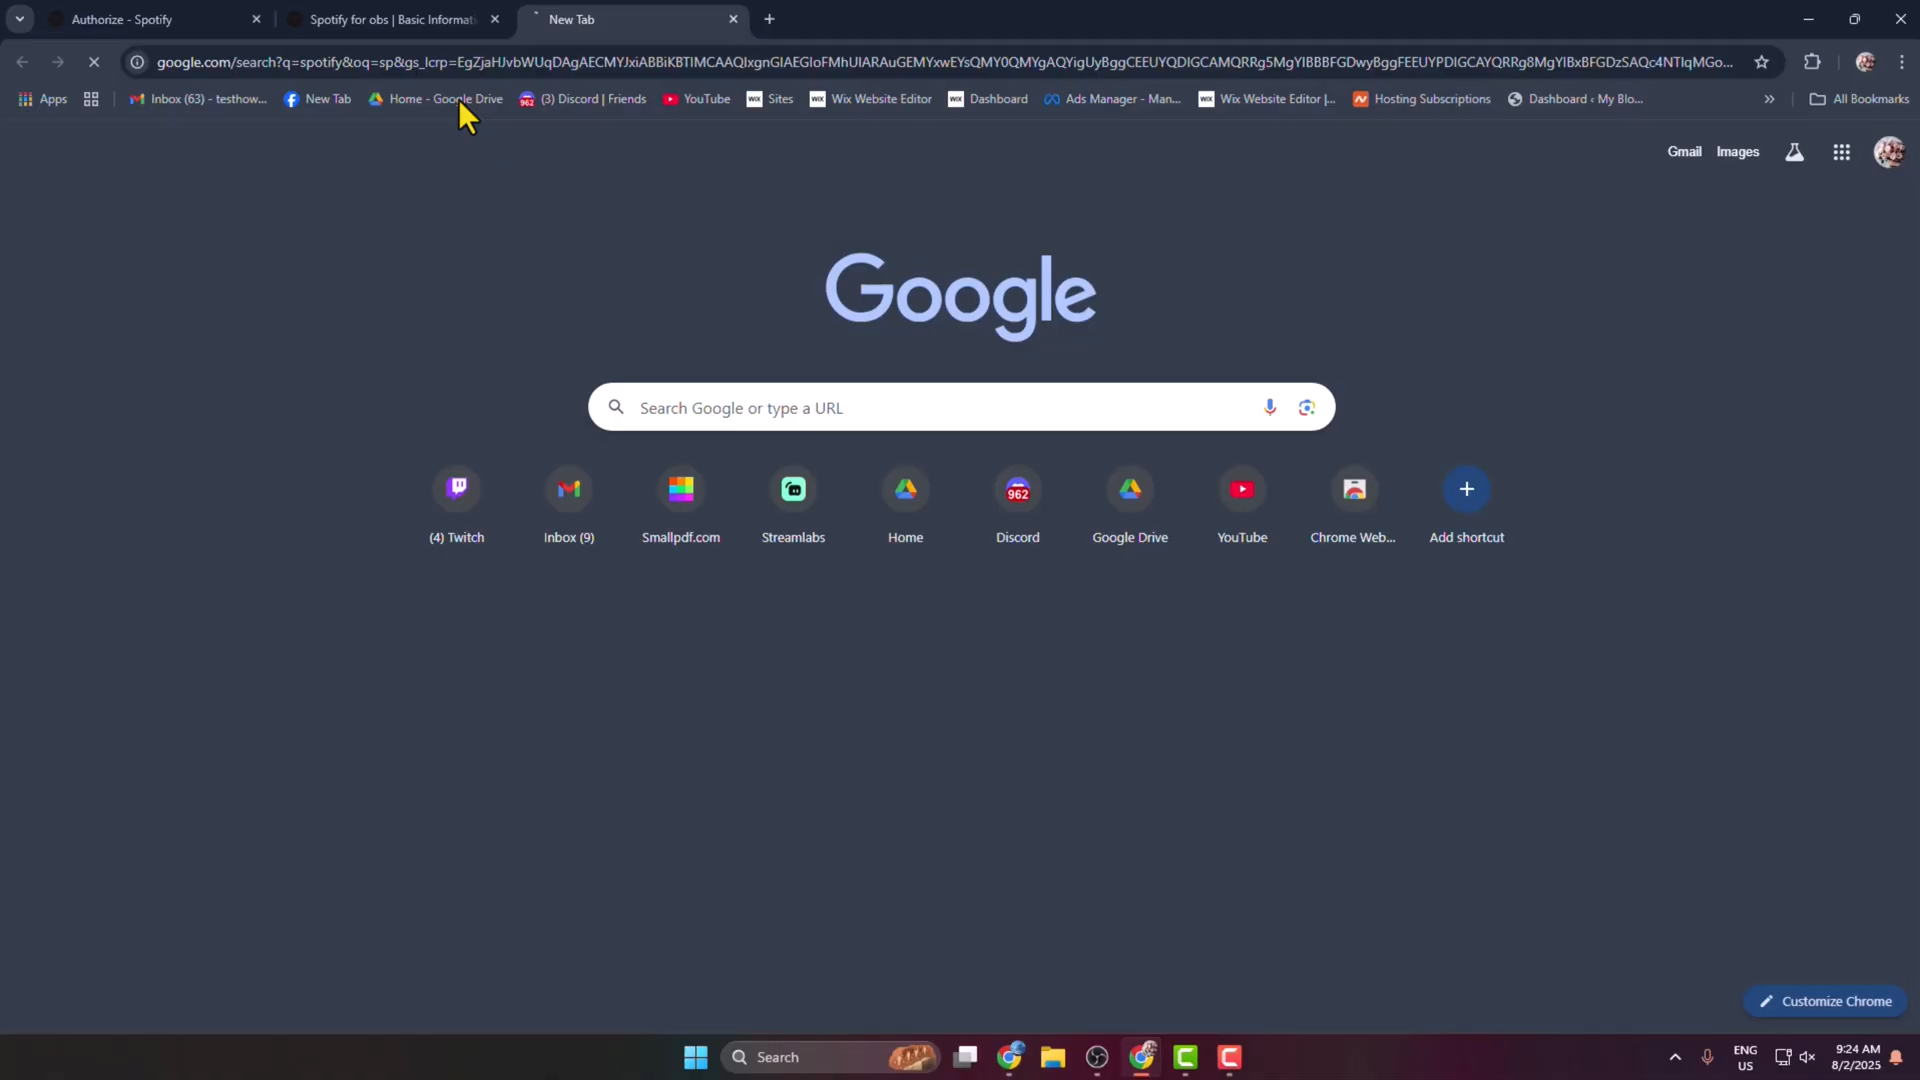 Authorize - Spotify
Spotify for obs | Basic Informati
New Tab
google.com/search?q=spotify&oq=sp&gs_lcrp=
Apps
Inbox (63) - testhow...
New Tab
Home - Google Drive
(3) Discord | Friends
YouTube
Sites
Wix Website Editor
Dashboard
Ads Manager - Man...
Wix Website Editor |...
Hosting Subscriptions
Dashboard ‹ My Blo...
All Bookmarks
Gmail
Images
Google
Search Google or type a URL
(4) Twitch
Inbox (9)
Smallpdf.com
Streamlabs
Home
Discord
Google Drive
YouTube
Chrome Web...
Add shortcut
Customize Chrome
Search
ENG
US
9:24 AM
8/2/2025